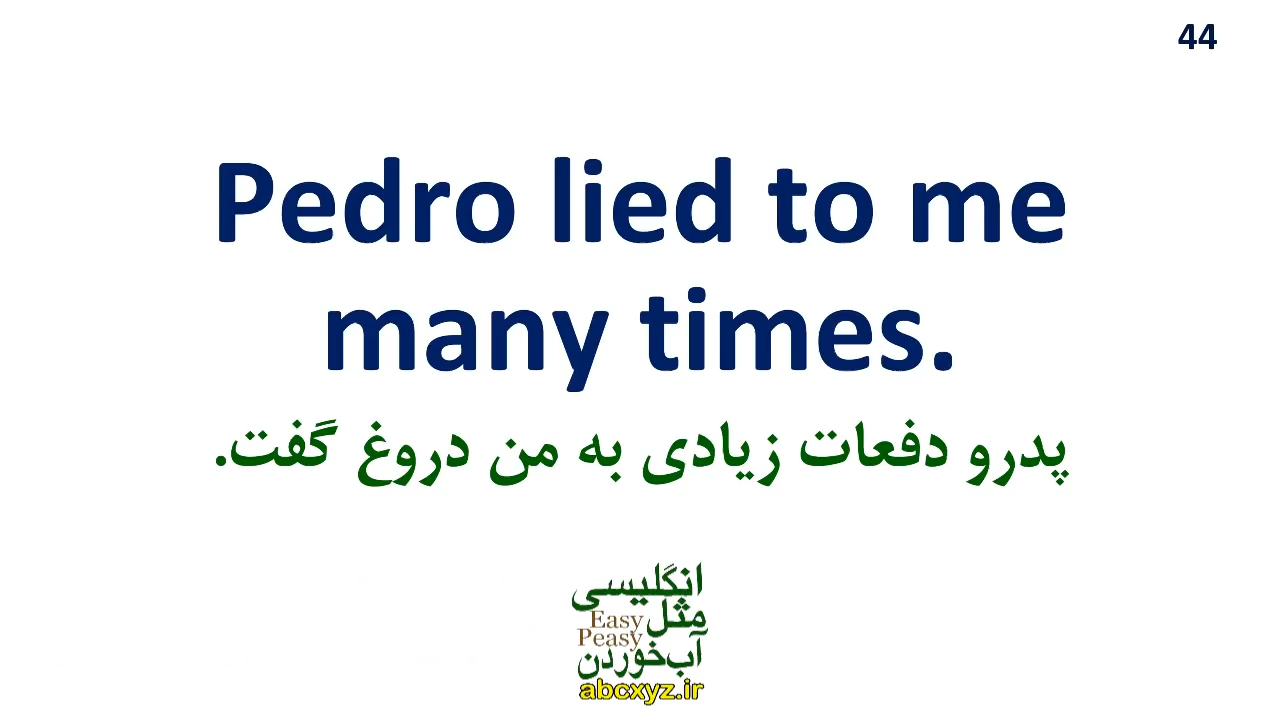 44
Pedro lied to me
many times.
پدرو دفعات زیادی به من دروغ گفت.
انگلیسی
مثل
Easy
Peasy
آب‌خوردن
abcxyz.ir